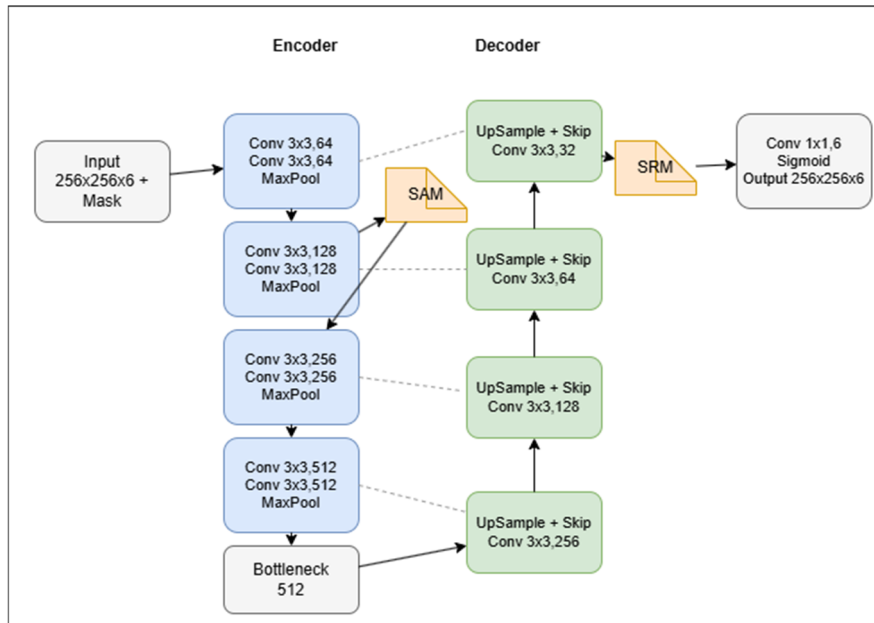 Encoder
Decoder
Input
256x256x6 +
Mask
Conv 3x3,64
Conv 3x3,64
MaxPool
SAM
Conv 3x3,128
Conv 3x3,128
MaxPool
Conv 3x3,256
Conv 3x3,256
MaxPool
Conv 3x3,512
Conv 3x3,512
MaxPool
Bottleneck
512
UpSample + Skip
Conv 3x3,32
UpSample + Skip
Conv 3x3,64
UpSample + Skip
Conv 3x3,128
UpSample + Skip
Conv 3x3,256
SRM
Conv 1x1,6
Sigmoid
Output 256x256x6